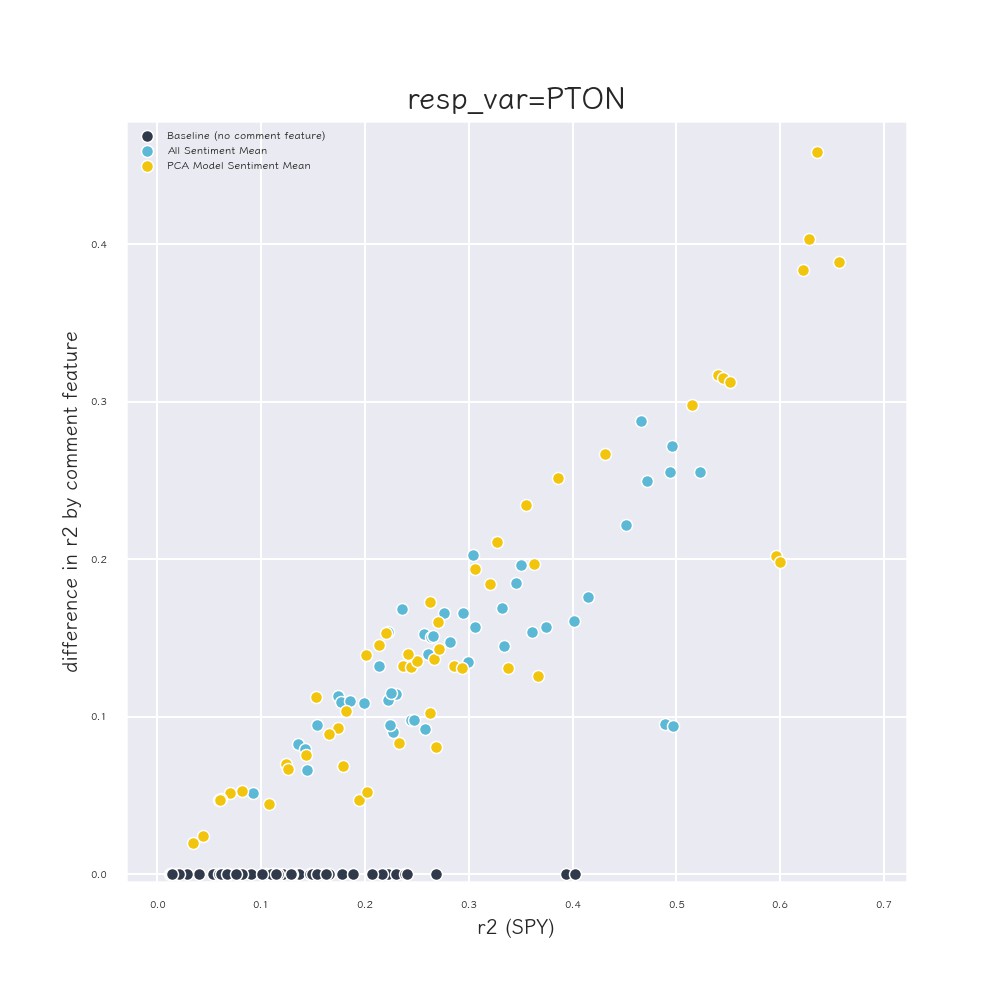 resp_var=PTON
Baseline (no comment feature)
All Sentiment Mean
PCA Model Sentiment Mean
difference in r2 by comment feature
0.4
0.3
0.2
0.1
0.0
0.0 0.1 0.2 0.3 0.4 0.5 0.6 0.7
r2 (SPY)